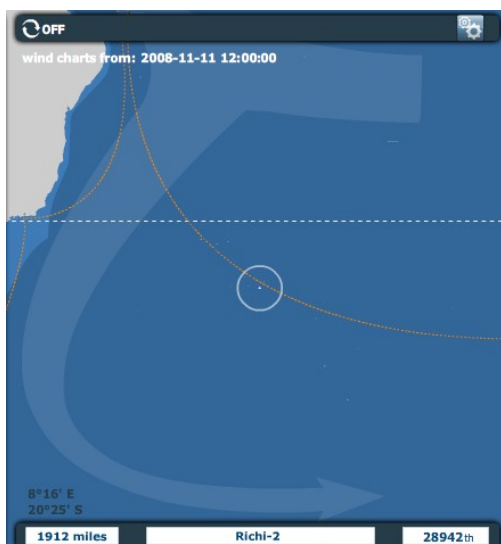 OFF
wind charts from: 2008-11-11 12:00:00
8°16' E
20°25' S
1912 miles Richi-2 28942th